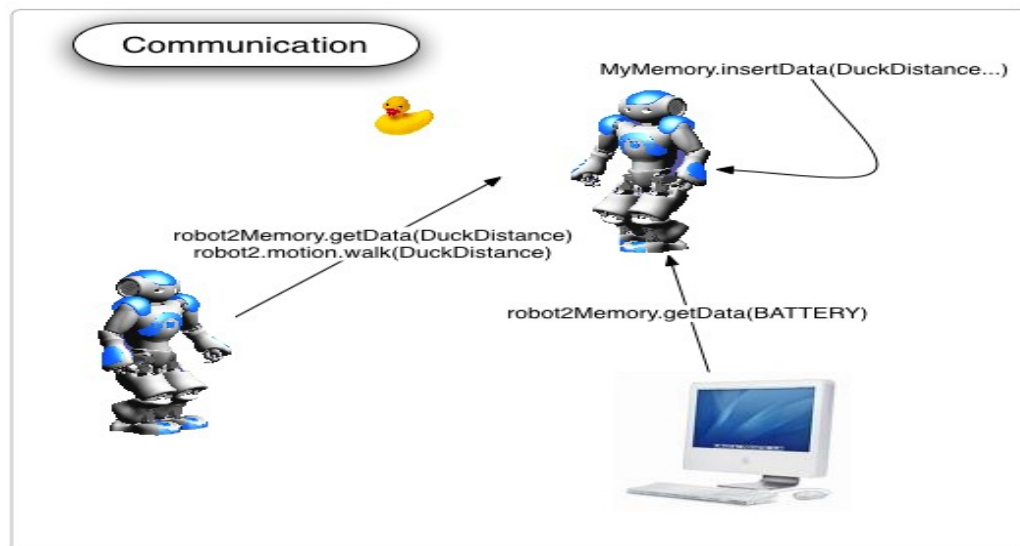 Communication
MyMemory.insertData(DuckDistance...)
robot2Memory.getData(DuckDistance)
robot2.motion.walk(DuckDistance)
robot2Memory.getData(BATTERY)